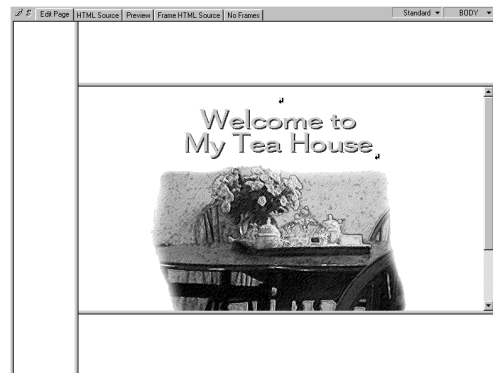 Edit Page HTML Source Preview Frame HTML Source No Frames Standard BODY
Welcome to
My Tea House